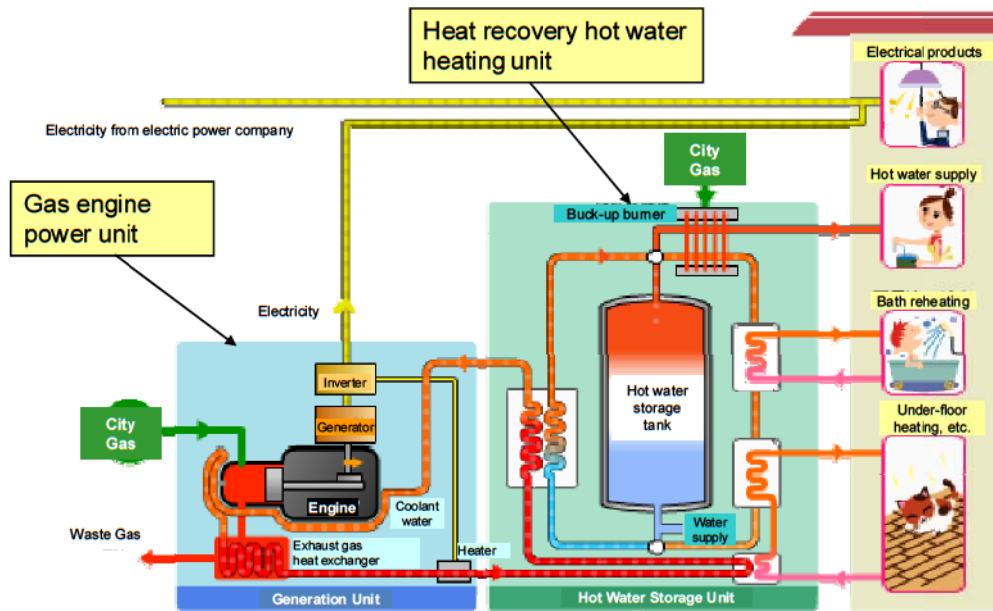 Heat recovery hot water
heating unit
Electrical products
Electricity from electric power company
City
Gas
Hot water supply
Gas engine
power unit
Buck-up burner
Electricity
Bath reheating
Inverter
Generator
City
Gas
Hot water
storage
tank
Under-floor
heating, etc.
Engine
Coolant
water
Water
supply
Waste Gas
Exhaust gas
heat exchanger
Heater
Generation Unit
Hot Water Storage Unit